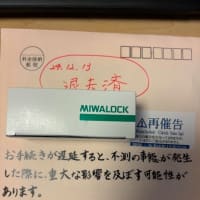 料金後納
郵便
29.12.13
退去済
MIWALOCK
再催告
お手続きが遅延すると、不測の事態が発生
した際に、重大な影響を及ぼす可能性が
あります。